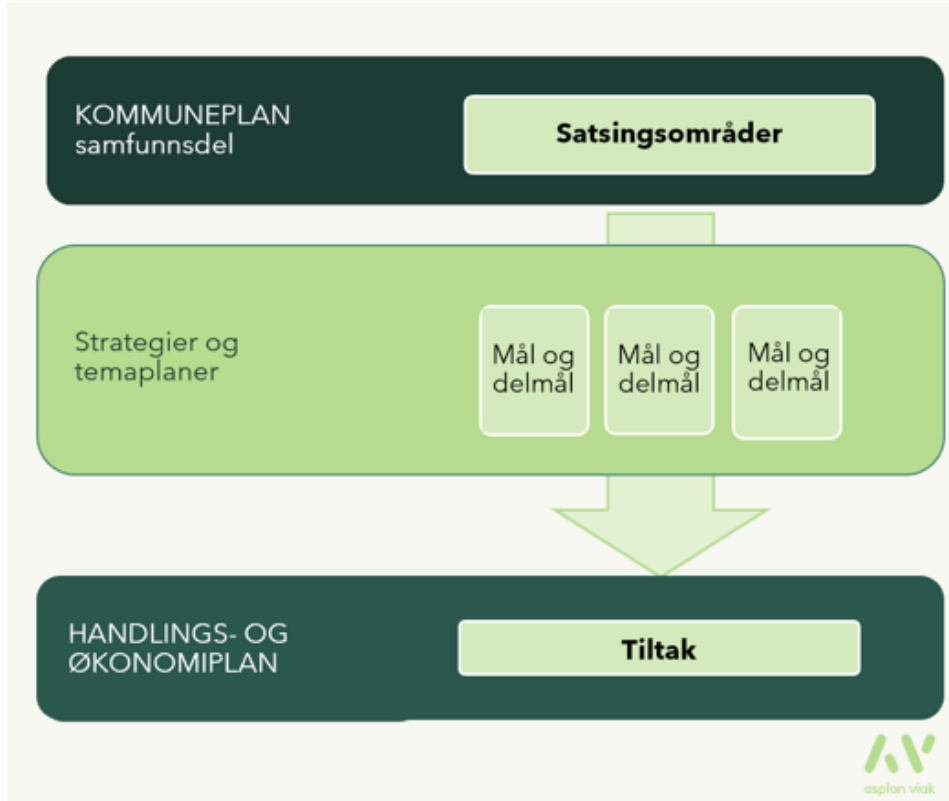 KOMMUNEPLAN
samfunnsdel
Satsingsområder
Strategier og
temaplaner
Mål og
delmål
Mål og
delmål
Mål og
delmål
HANDLINGS- OG
ØKONOMIPLAN
Tiltak
asplan viak